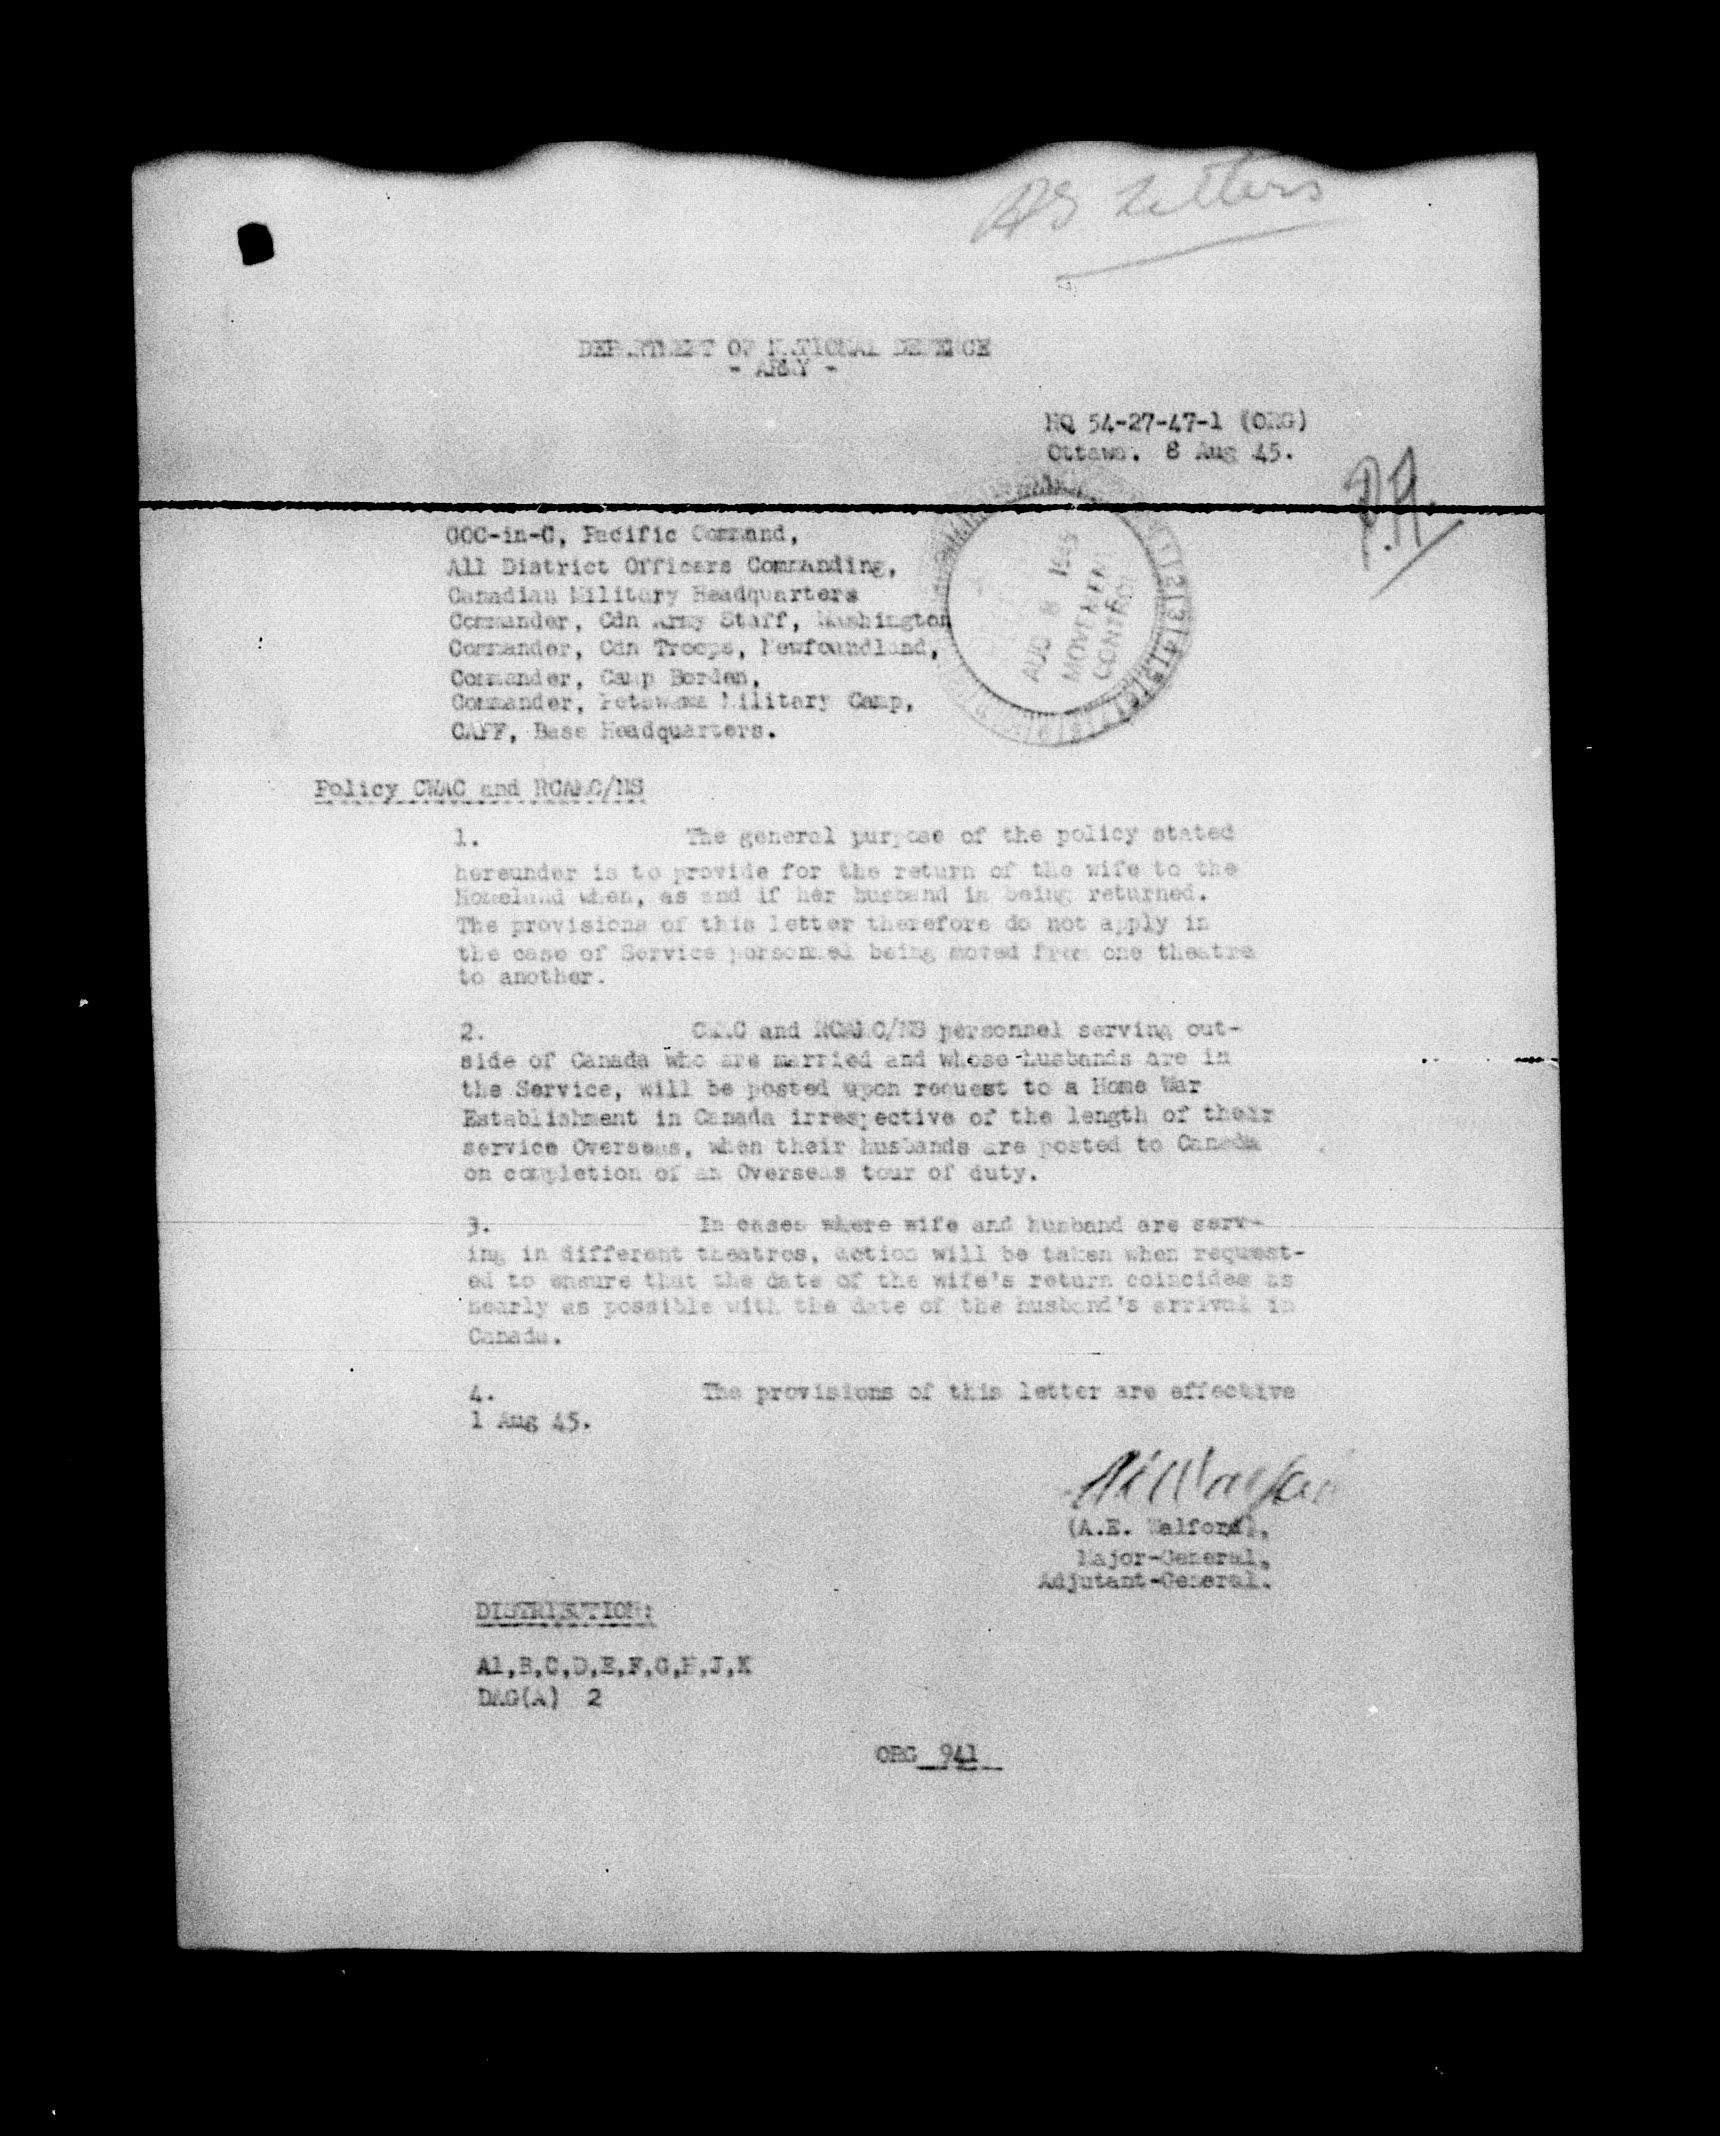 Letters
DEPARTMENT OF NATIONAL DEFENCE
- ARMY -
HQ 54-27-47-1 (ORG)
Ottawa. 8 Aug 45.
P.A.
GOC-in-C, Pacific Command,
All District Officers Commanding,
Canadian Military Headquarters
Commander, Cdn Army Staff, Washington
Commander, Cdn Troops, Newfoundland,
Commander, Camp Borden,
Commander, Petawawa Military Camp,
CAFF, Base Headquarters.
AUG 8 1945
MOVEMENT
CONTROL
Policy CWAC and RCAMC/NS
1. The general purpose of the policy stated
hereunder is to provide for the return of the wife to the
Homeland when, as and if her husband is being returned.
The provisions of this letter therefore do not apply in
the case of Service personnel being moved from one theatre
to another.
2. CWAC and RCAMC/NS personnel serving out-
side of Canada who are married and whose husbands are in
the Service, will be posted upon request to a Home War
Establishment in Canada irrespective of the length of their
service Overseas, when their husbands are posted to Canada
on completion of an Overseas tour of duty.
3. In cases where wife and husband are serv-
ing in different theatres, action will be taken when request-
ed to ensure that the date of the wife's return coincides as
nearly as possible with the date of the husband's arrival in
Canada.
4. The provisions of this letter are effective
1 Aug 45.
(A.E. Walford),
Major-General,
Adjutant-General.
DISTRIBUTION:
A1,B,C,D,E,F,G,H,J,K
DAG(A) 2
ORG 941